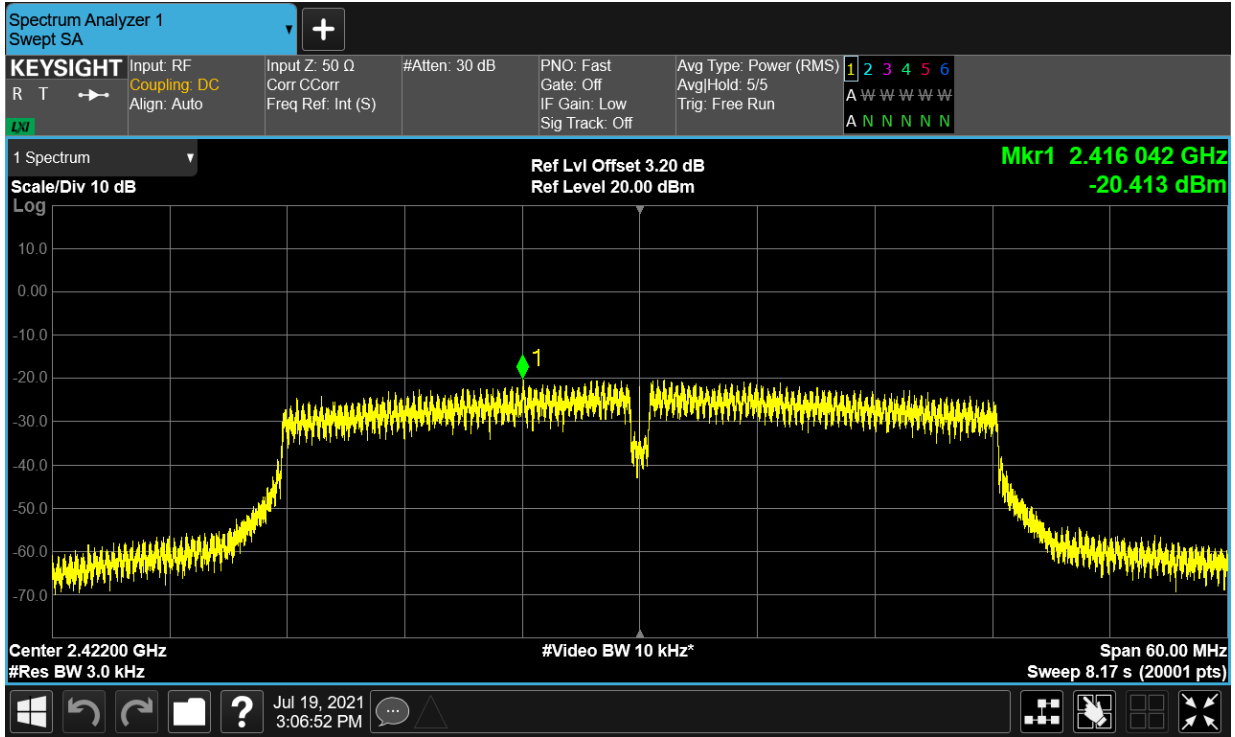 Spectrum Analyzer 1
Swept SA
KEYSIGHT
R T
LXI
Input: RF
Coupling: DC
Align: Auto
Input Z: 50 Ω
Corr CCorr
Freq Ref: Int (S)
#Atten: 30 dB
PNO: Fast
Gate: Off
IF Gain: Low
Sig Track: Off
Avg Type: Power (RMS)
Avg|Hold: 5/5
Trig: Free Run
1 2 3 4 5 6
A W W W W W
A N N N N N
1 Spectrum
Scale/Div 10 dB
Log
Ref Lvl Offset 3.20 dB
Ref Level 20.00 dBm
Mkr1 2.416 042 GHz
-20.413 dBm
10.0
0.00
-10.0
-20.0
-30.0
-40.0
-50.0
-60.0
-70.0
1
Center 2.42200 GHz
#Res BW 3.0 kHz
#Video BW 10 kHz*
Span 60.00 MHz
Sweep 8.17 s (20001 pts)
?
Jul 19, 2021
3:06:52 PM